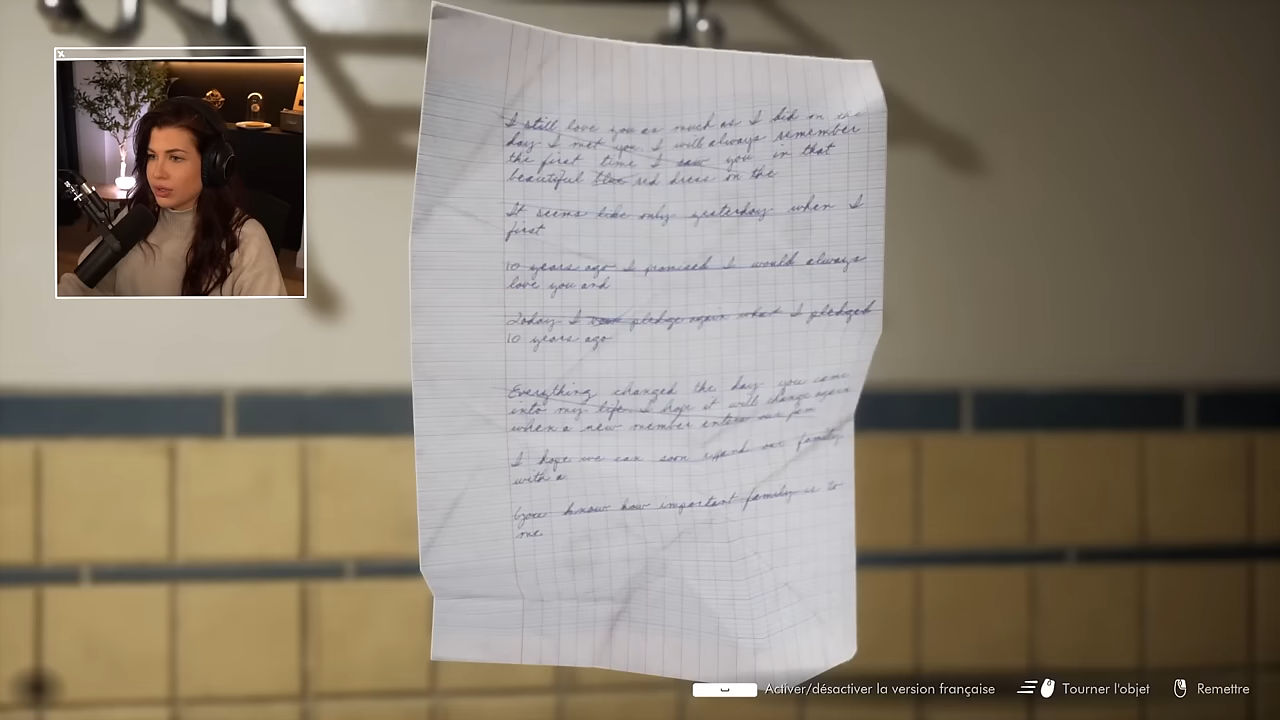 x
I still love you as much as I did on the
day I met you I will always remember
the first time I saw you in that
beautiful blue red dress on the
It seems like only yesterday when I
first
10 years ago I promised I would always
love you and
Today I pledge again what I pledged
10 years ago
Everything changed the day you came
into my life. I hope it will change again
when a new member enters our fam
I hope we can soon expand our family
with a
You know how important family is to
me
Activer/désactiver la version française
Tourner l'objet
Remettre